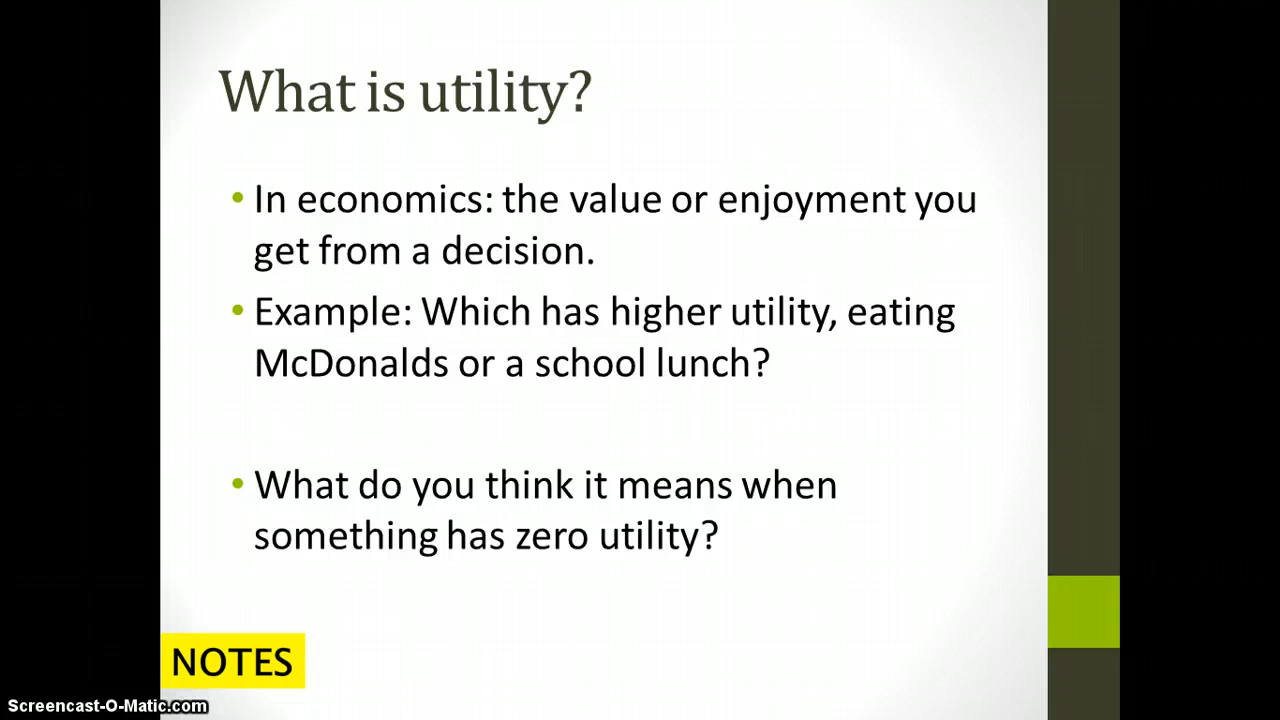 What is utility?
• In economics: the value or enjoyment you
get from a decision.
• Example: Which has higher utility, eating
McDonalds or a school lunch?
• What do you think it means when
something has zero utility?
NOTES
Screencast-O-Matic.com